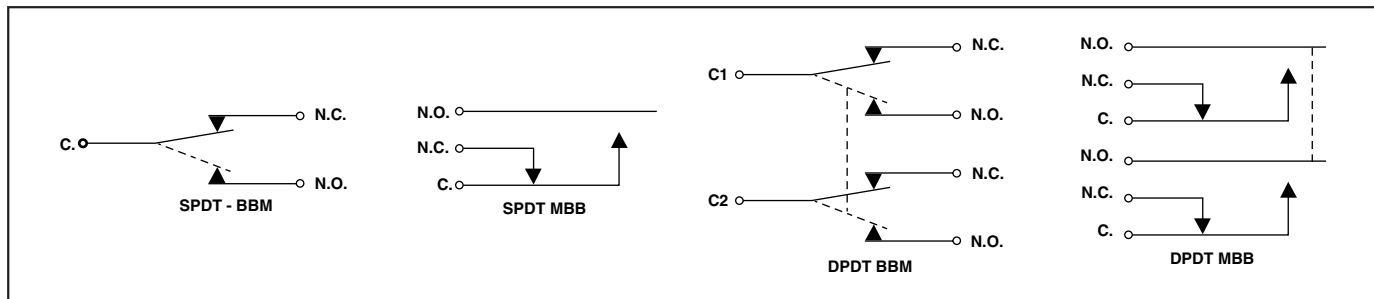 C.
N.C.
N.O.
SPDT - BBM
N.O.
N.C.
C.
SPDT MBB
C1
N.C.
N.O.
C2
N.C.
N.O.
DPDT BBM
N.O.
N.C.
C.
N.O.
N.C.
C.
DPDT MBB